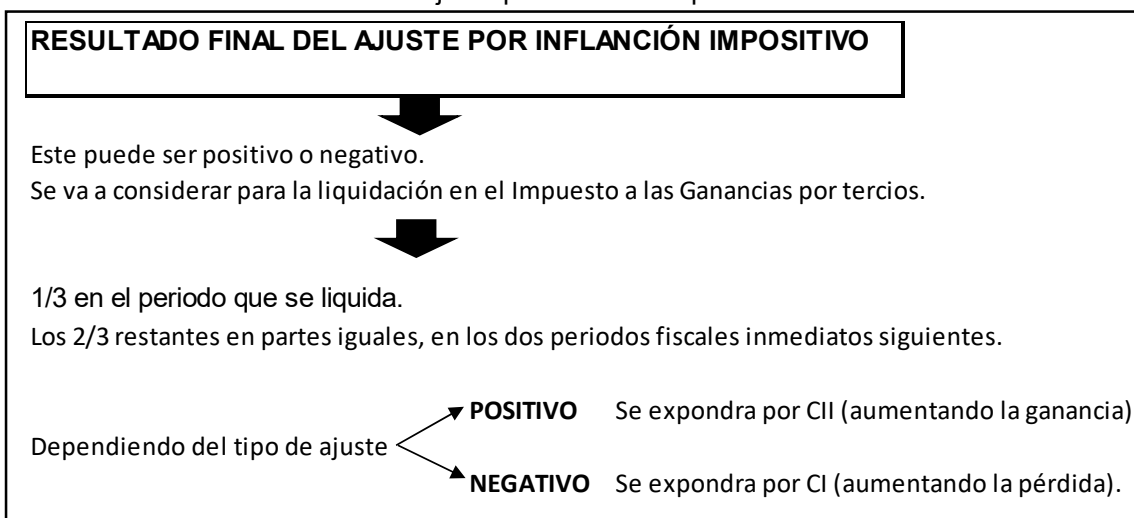 RESULTADO FINAL DEL AJUSTE POR INFLANCIÓN IMPOSITIVO
Este puede ser positivo o negativo.
Se va a considerar para la liquidación en el Impuesto a las Ganancias por tercios.
1/3 en el periodo que se liquida.
Los 2/3 restantes en partes iguales, en los dos periodos fiscales inmediatos siguientes.
POSITIVO Se expondra por CII (aumentando la ganancia)
Dependiendo del tipo de ajuste
NEGATIVO Se expondra por CI (aumentando la pérdida).